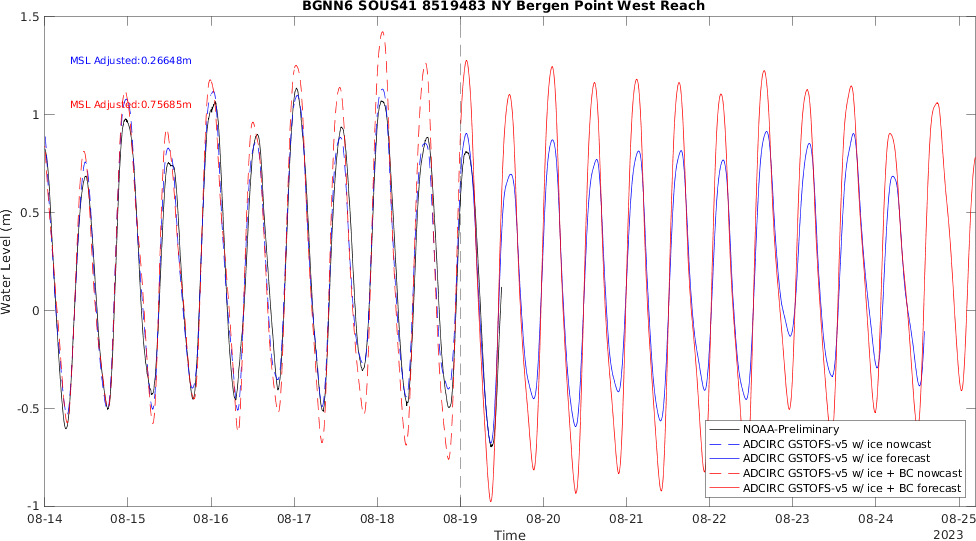 BGNN6 SOUS41 8519483 NY Bergen Point West Reach
1.5
MSL Adjusted:0.26648m
MSL Adjusted:0.75685m
1
0.5
Water Level (m)
0
-0.5
NOAA-Preliminary
ADCIRC GSTOFS-v5 w/ ice nowcast
ADCIRC GSTOFS-v5 w/ ice forecast
ADCIRC GSTOFS-v5 w/ ice + BC nowcast
ADCIRC GSTOFS-v5 w/ ice + BC forecast
-1
08-14 08-15 08-16 08-17 08-18 08-19 08-20 08-21 08-22 08-23 08-24 08-25
Time
2023